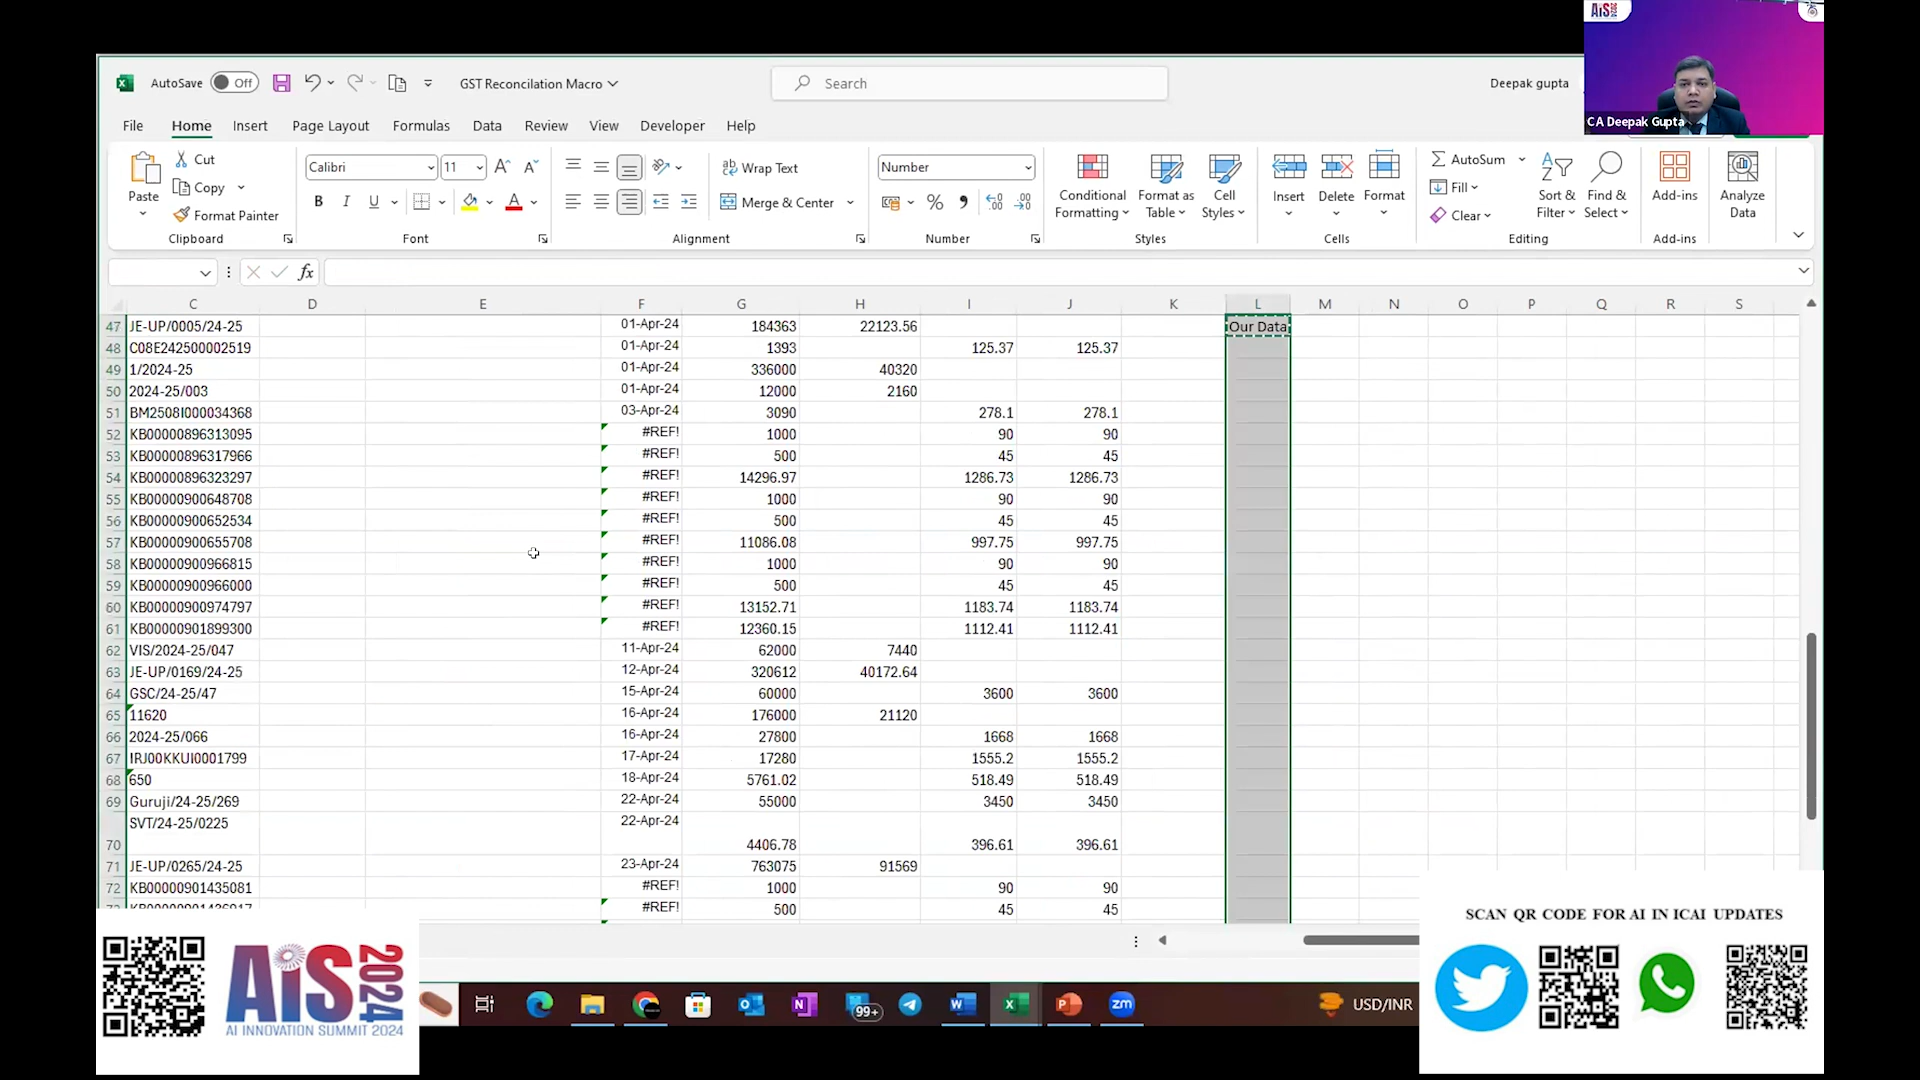 AiS 2024
CA Deepak Gupta
AutoSave Off GST Reconcilation Macro Search Deepak gupta
File Home Insert Page Layout Formulas Data Review View Developer Help
Paste Cut Copy Format Painter Clipboard
Calibri 11 B I U A Font
Wrap Text Merge & Center Alignment
Number % Number
Conditional Formatting Format as Table Cell Styles Styles
Insert Delete Format Cells
AutoSum Fill Clear Sort & Filter Find & Select Editing
Add-ins Add-ins
Analyze Data
fx
C D E F G H I J K L M N O P Q R S
47 JE-UP/0005/24-25 01-Apr-24 184363 22123.56 Our Data
48 C08E242500002519 01-Apr-24 1393 125.37 125.37
49 1/2024-25 01-Apr-24 336000 40320
50 2024-25/003 01-Apr-24 12000 2160
51 BM2508I000034368 03-Apr-24 3090 278.1 278.1
52 KB00000896313095 #REF! 1000 90 90
53 KB00000896317966 #REF! 500 45 45
54 KB00000896323297 #REF! 14296.97 1286.73 1286.73
55 KB00000900648708 #REF! 1000 90 90
56 KB00000900652534 #REF! 500 45 45
57 KB00000900655708 #REF! 11086.08 997.75 997.75
58 KB00000900966815 #REF! 1000 90 90
59 KB00000900966000 #REF! 500 45 45
60 KB00000900974797 #REF! 13152.71 1183.74 1183.74
61 KB00000901899300 #REF! 12360.15 1112.41 1112.41
62 VIS/2024-25/047 11-Apr-24 62000 7440
63 JE-UP/0169/24-25 12-Apr-24 320612 40172.64
64 GSC/24-25/47 15-Apr-24 60000 3600 3600
65 11620 16-Apr-24 176000 21120
66 2024-25/066 16-Apr-24 27800 1668 1668
67 IRJ00KKUI0001799 17-Apr-24 17280 1555.2 1555.2
68 650 18-Apr-24 5761.02 518.49 518.49
69 Guruji/24-25/269 22-Apr-24 55000 3450 3450
70 SVT/24-25/0225 22-Apr-24 4406.78 396.61 396.61
71 JE-UP/0265/24-25 23-Apr-24 763075 91569
72 KB00000901435081 #REF! 1000 90 90
#REF! 500 45 45
AiS 2024
AI INNOVATION SUMMIT 2024
99+
zm
USD/INR
SCAN QR CODE FOR AI IN ICAI UPDATES